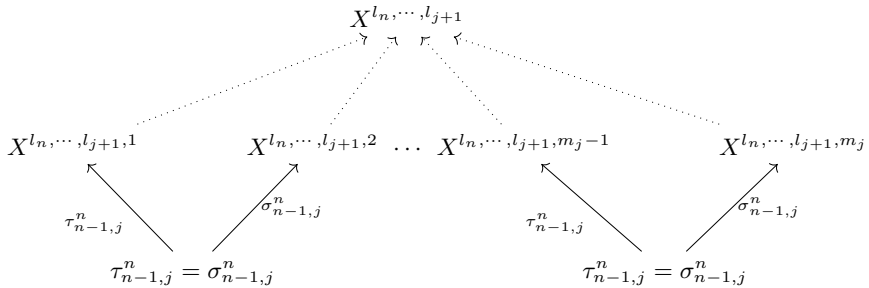 $X^{l_n,\cdots,l_{j+1}}$
$X^{l_n,\cdots,l_{j+1},1}$ $X^{l_n,\cdots,l_{j+1},2}$ $\cdots$ $X^{l_n,\cdots,l_{j+1},m_j-1}$ $X^{l_n,\cdots,l_{j+1},m_j}$
$\tau^n_{n-1,j}$ $\sigma^n_{n-1,j}$ $\tau^n_{n-1,j}$ $\sigma^n_{n-1,j}$
$\tau^n_{n-1,j} = \sigma^n_{n-1,j}$ $\tau^n_{n-1,j} = \sigma^n_{n-1,j}$